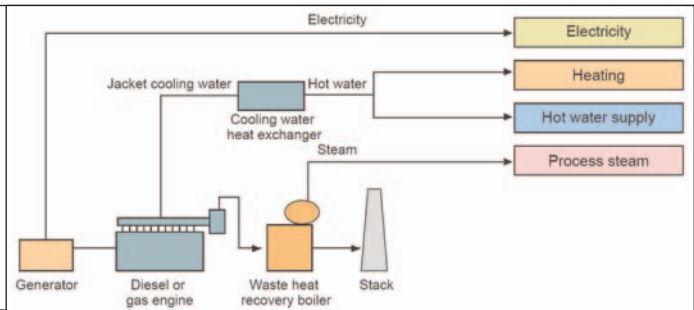 Electricity
Electricity
Heating
Jacket cooling water
Hot water
Cooling water
heat exchanger
Hot water supply
Steam
Process steam
Generator
Diesel or
gas engine
Waste heat
recovery boiler
Stack